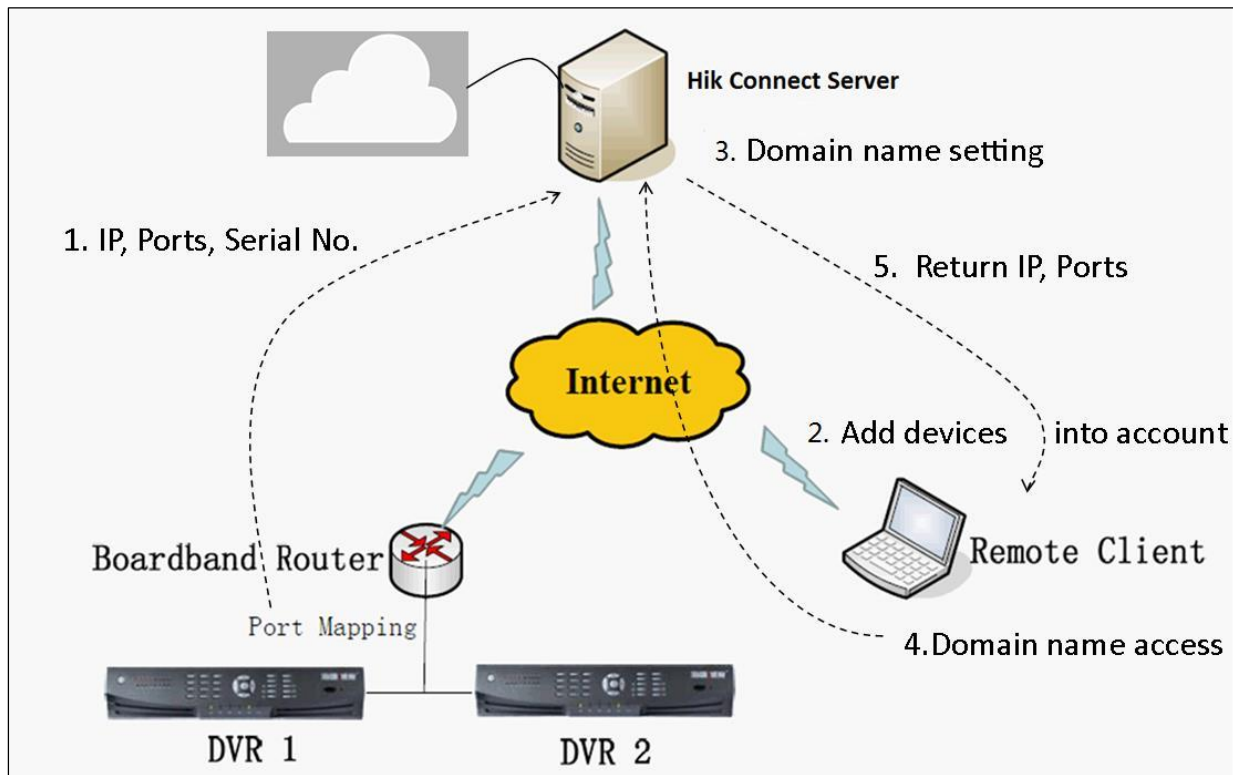 Hik Connect Server
3. Domain name setting
1. IP, Ports, Serial No.
5. Return IP, Ports
Internet
2. Add devices into account
Boardband Router
Remote Client
Port Mapping
4.Domain name access
DVR 1
DVR 2